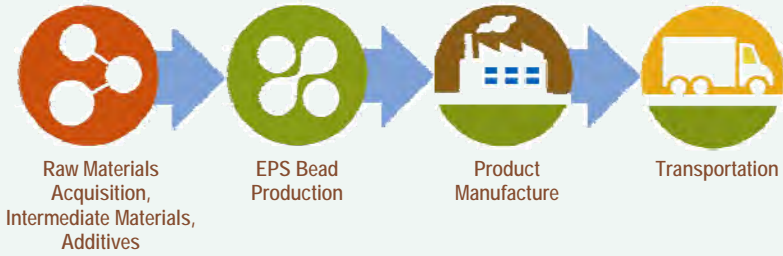 Raw Materials
Acquisition,
Intermediate Materials,
Additives
EPS Bead
Production
Product
Manufacture
Transportation